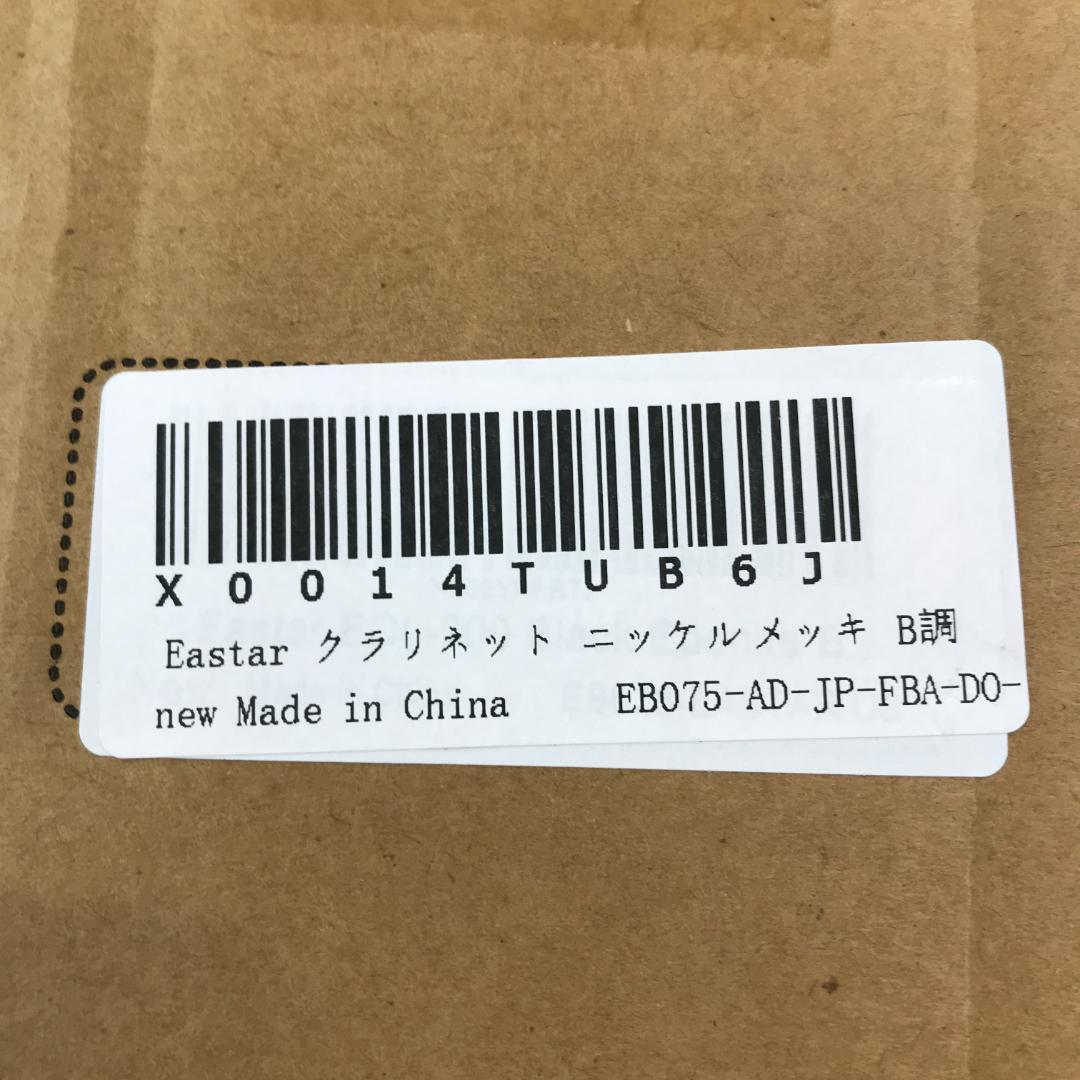 X0014TUB6J
Eastar クラリネット ニッケルメッキ B調
new Made in China EB075-AD-JP-FBA-DO-